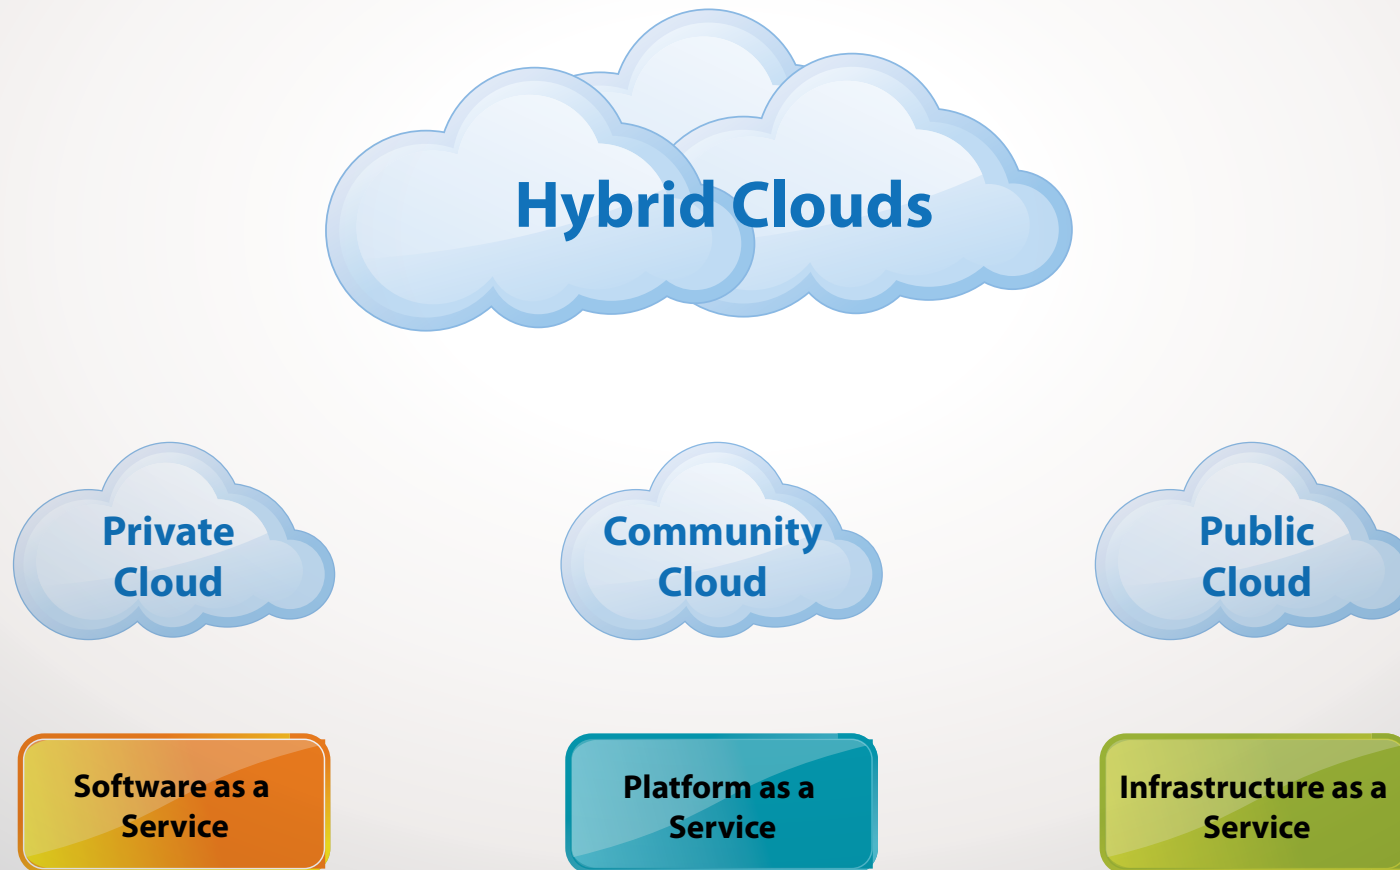 Hybrid Clouds
Private
Cloud
Community
Cloud
Public
Cloud
Software as a
Service
Platform as a
Service
Infrastructure as a
Service